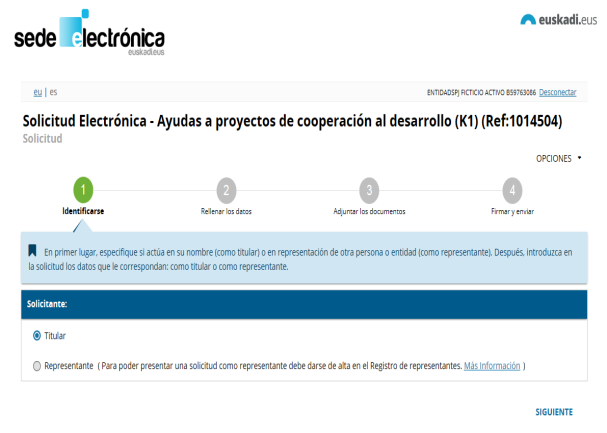 euskadi.eus
sede electrónica
euskadi.eus
eu | es
ENTIDADSPJ FICTICIO ACTIVO B59763086 Desconectar
Solicitud Electrónica - Ayudas a proyectos de cooperación al desarrollo (K1) (Ref:1014504)
Solicitud
OPCIONES
1 2 3 4
Identificarse Rellenar los datos Adjuntar los documentos Firmar y enviar
En primer lugar, especifique si actúa en su nombre (como titular) o en representación de otra persona o entidad (como representante). Después, introduzca en
la solicitud los datos que le correspondan: como titular o como representante.
Solicitante:
Titular
Representante ( Para poder presentar una solicitud como representante debe darse de alta en el Registro de representantes. Más Información )
SIGUIENTE